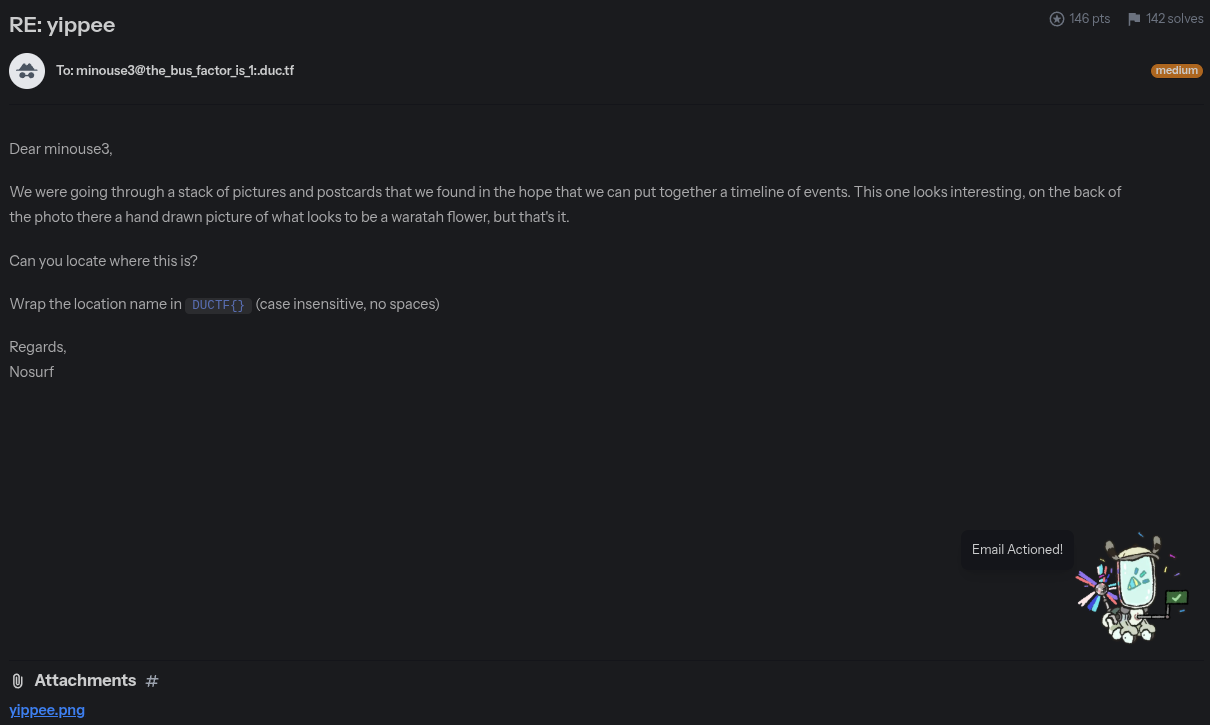 RE: yippee
146 pts
142 solves
To: minouse3@the_bus_factor_is_1:.duc.tf
medium
Dear minouse3,
We were going through a stack of pictures and postcards that we found in the hope that we can put together a timeline of events. This one looks interesting, on the back of
the photo there a hand drawn picture of what looks to be a waratah flower, but that's it.
Can you locate where this is?
Wrap the location name in DUCTF{} (case insensitive, no spaces)
Regards,
Nosurf
Email Actioned!
Attachments #
yippee.png